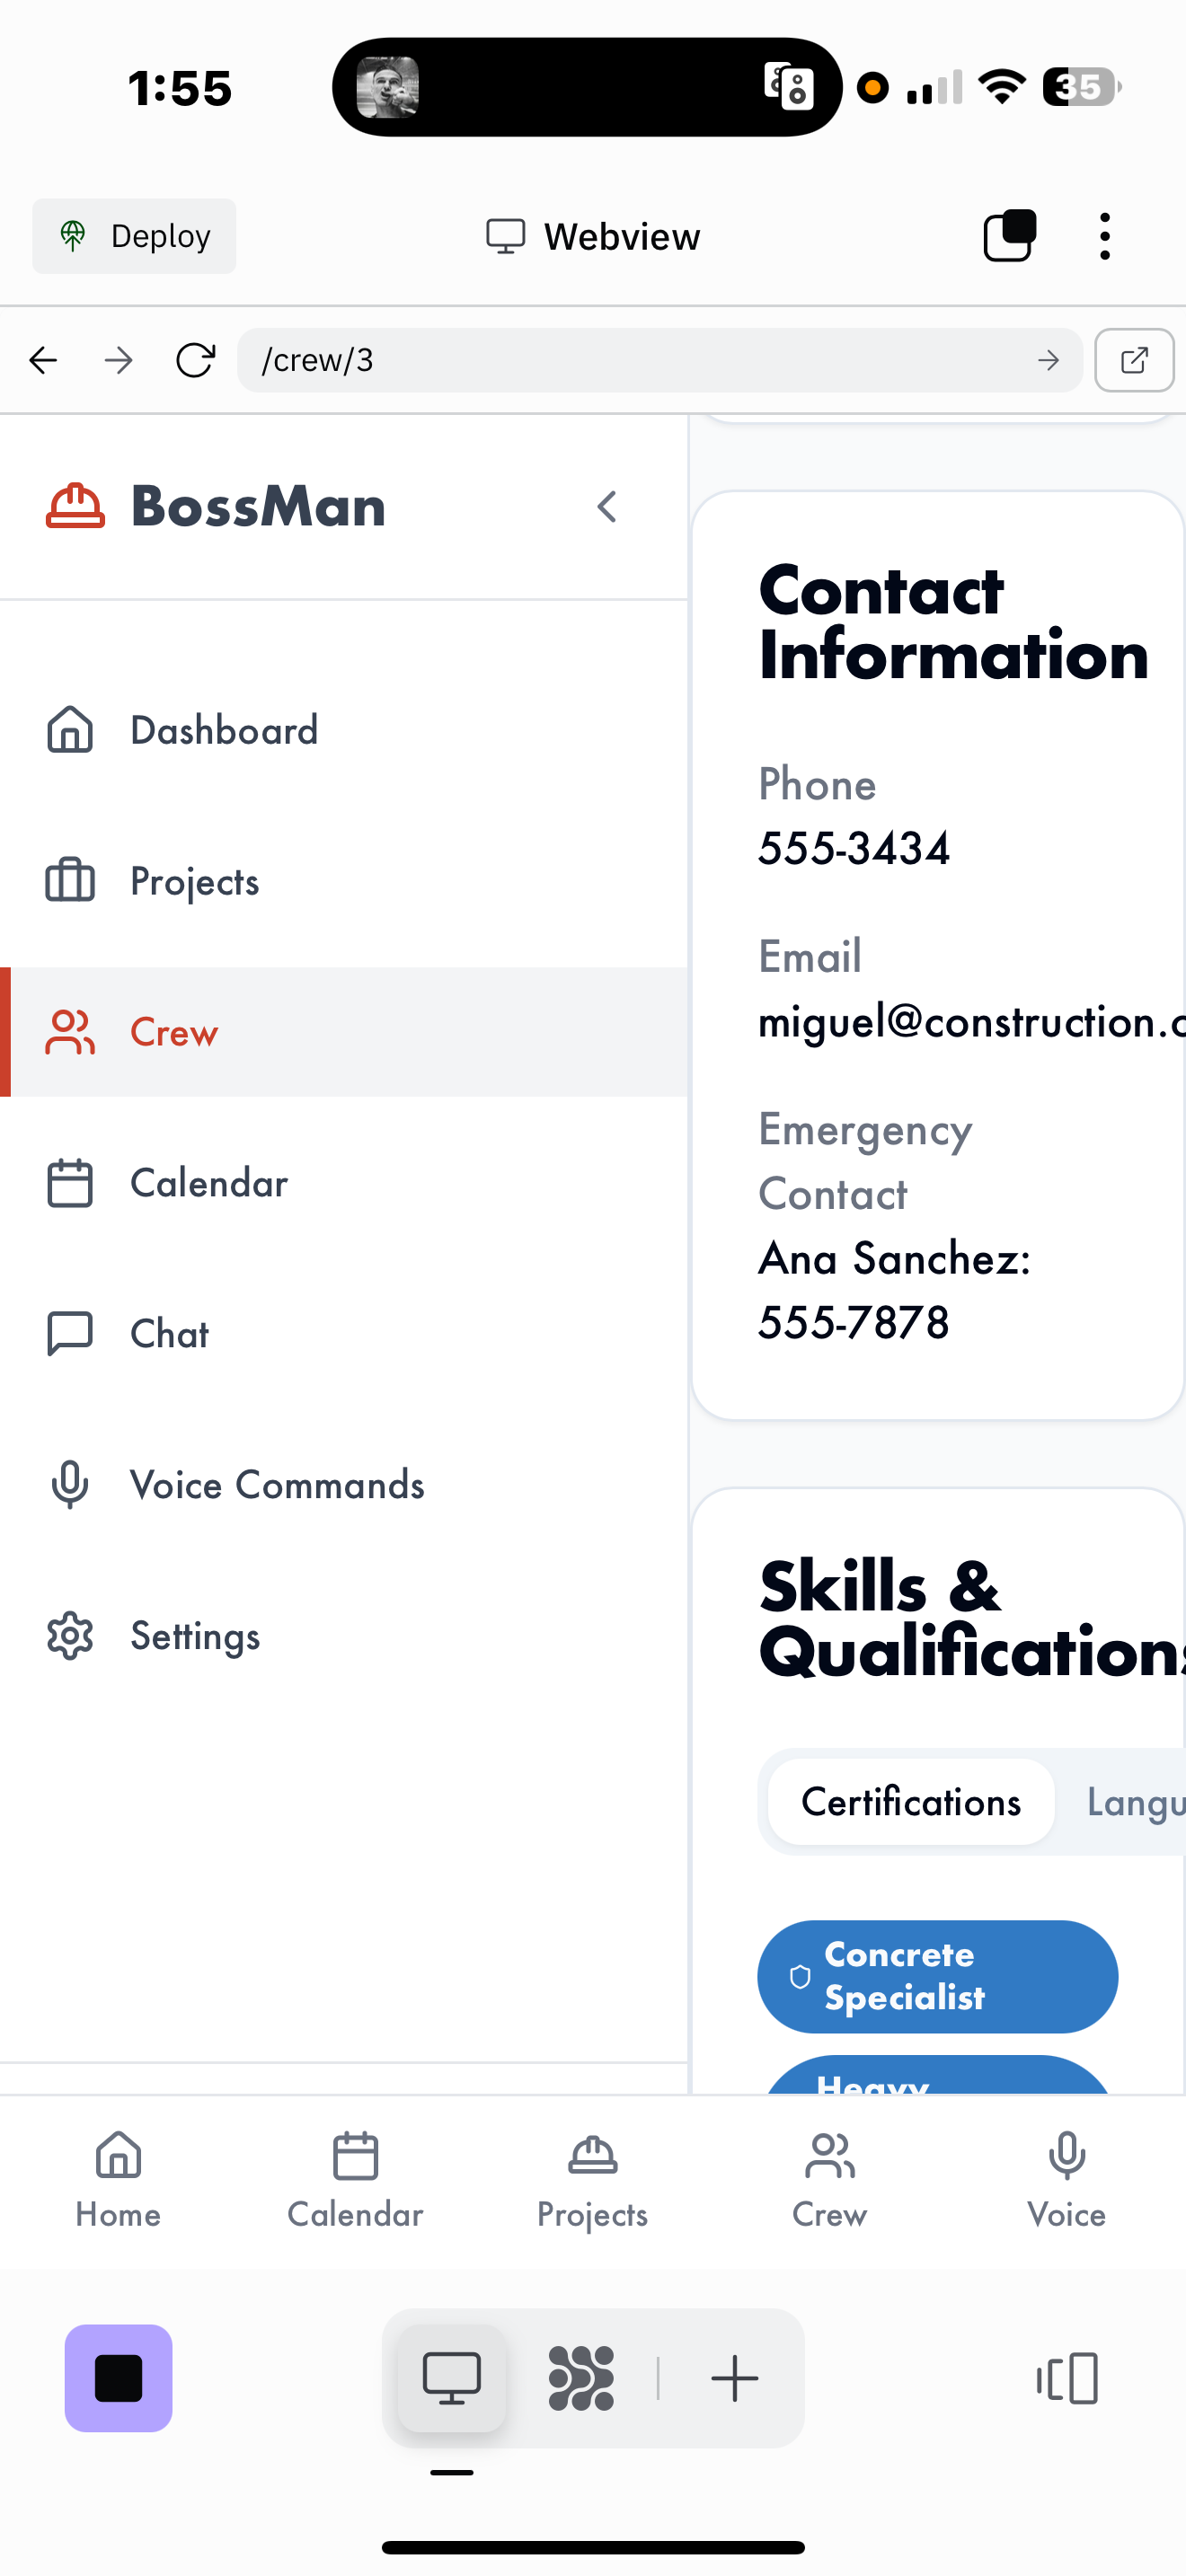 1:55
35
Deploy
Webview
/crew/3
BossMan
Dashboard
Projects
Crew
Calendar
Chat
Voice Commands
Settings
Contact
Information
Phone
555-3434
Email
miguel@construction.c
Emergency
Contact
Ana Sanchez:
555-7878
Skills &
Qualifications
Certifications
Langu
Concrete
Specialist
Heavy
Home
Calendar
Projects
Crew
Voice